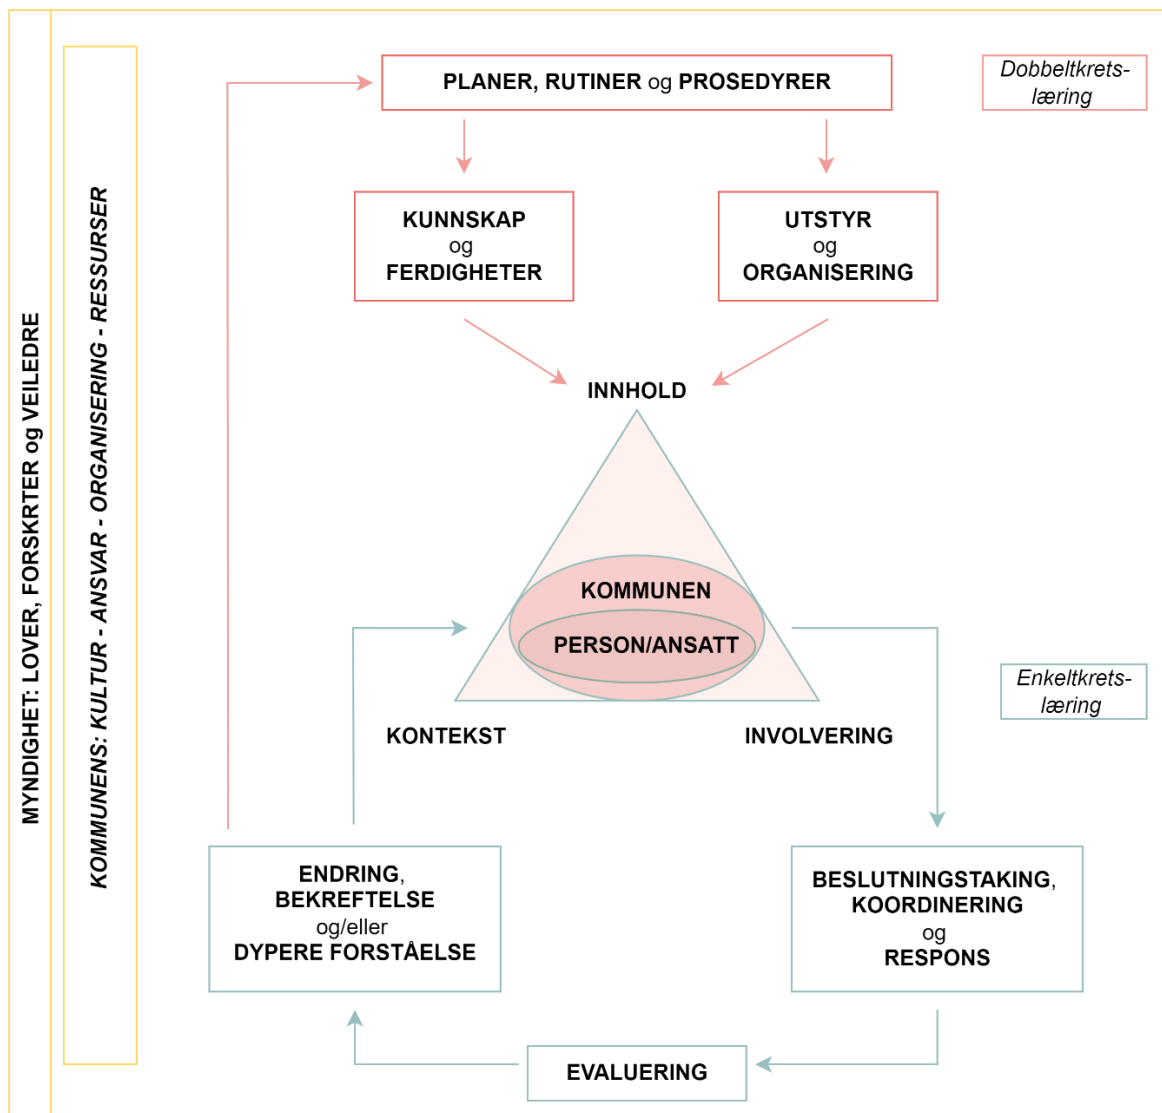 MYNDIGHET: LOVER, FORSKRTER og VEILEDRE
KOMMUNENS: KULTUR - ANSVAR - ORGANISERING - RESSURSER
PLANER, RUTINER og PROSEDYRER
Dobbeltkrets-
læring
KUNNSKAP
og
FERDIGHETER
UTSTYR
og
ORGANISERING
INNHOLD
KOMMUNEN
PERSON/ANSATT
KONTEKST
INVOLVERING
Enkeltkrets-
læring
ENDRING,
BEKREFTELSE
og/eller
DYPERE FORSTÅELSE
BESLUTNINGSTAKING,
KOORDINERING
og
RESPONS
EVALUERING